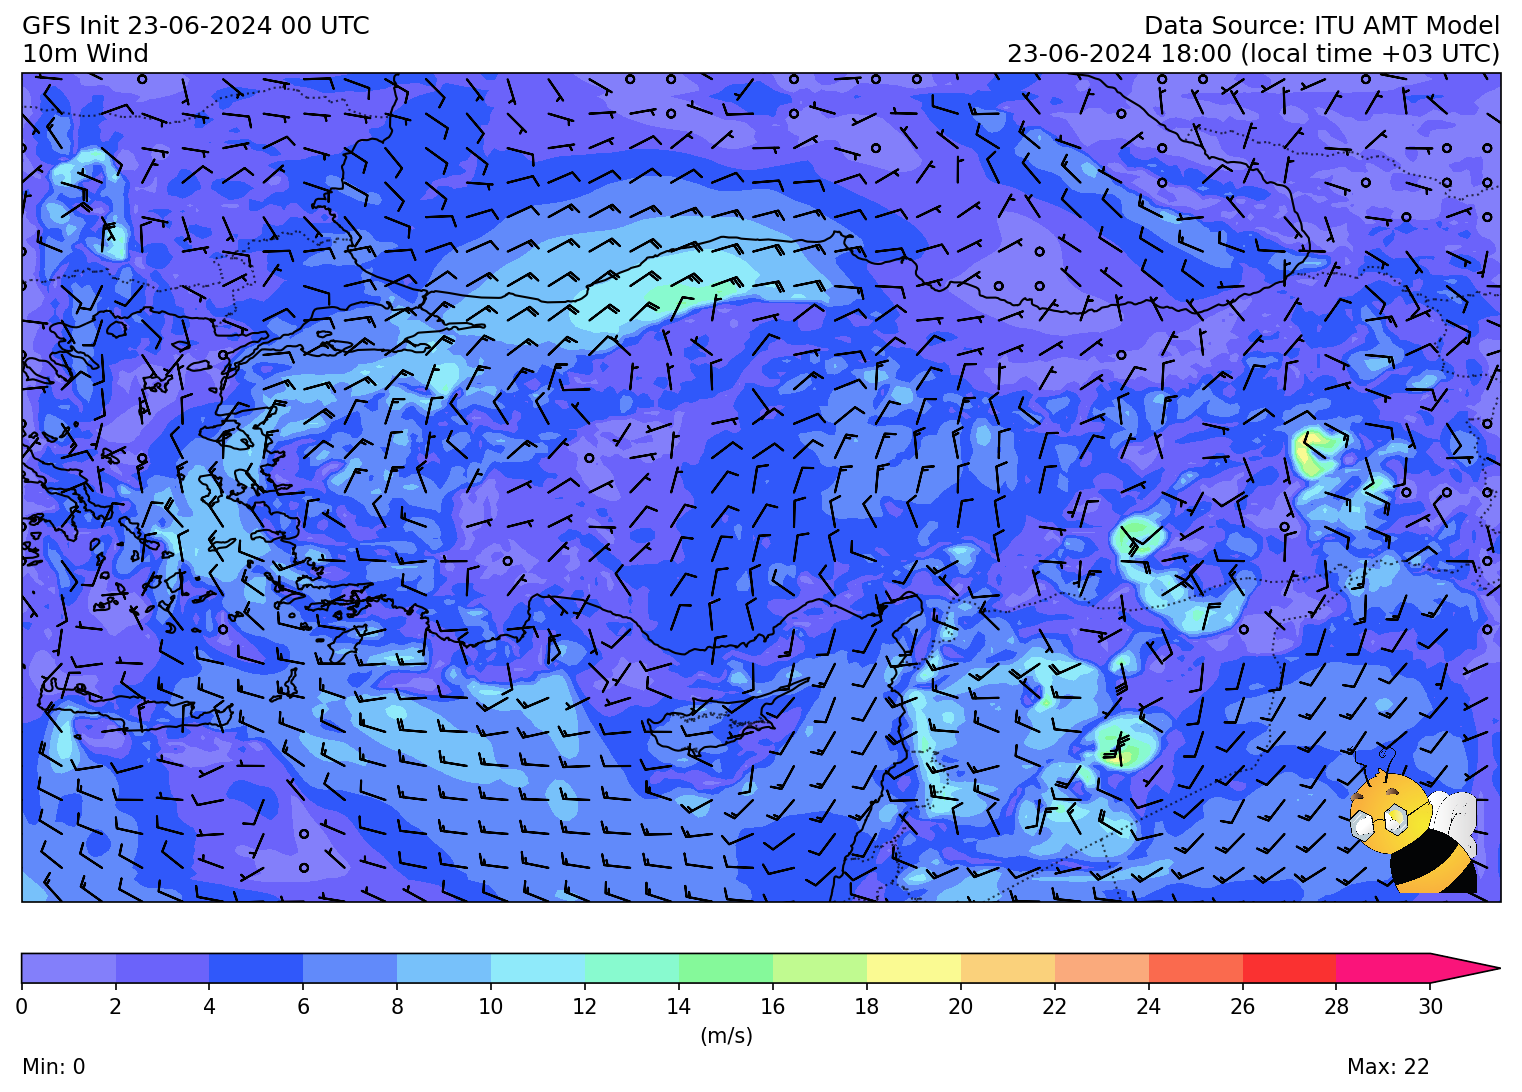 GFS Init 23-06-2024 00 UTC
Data Source: ITU AMT Model
10m Wind
23-06-2024 18:00 (local time +03 UTC)
0 2 4 6 8 10 12 14 16 18 20 22 24 26 28 30
(m/s)
Min: 0
Max: 22